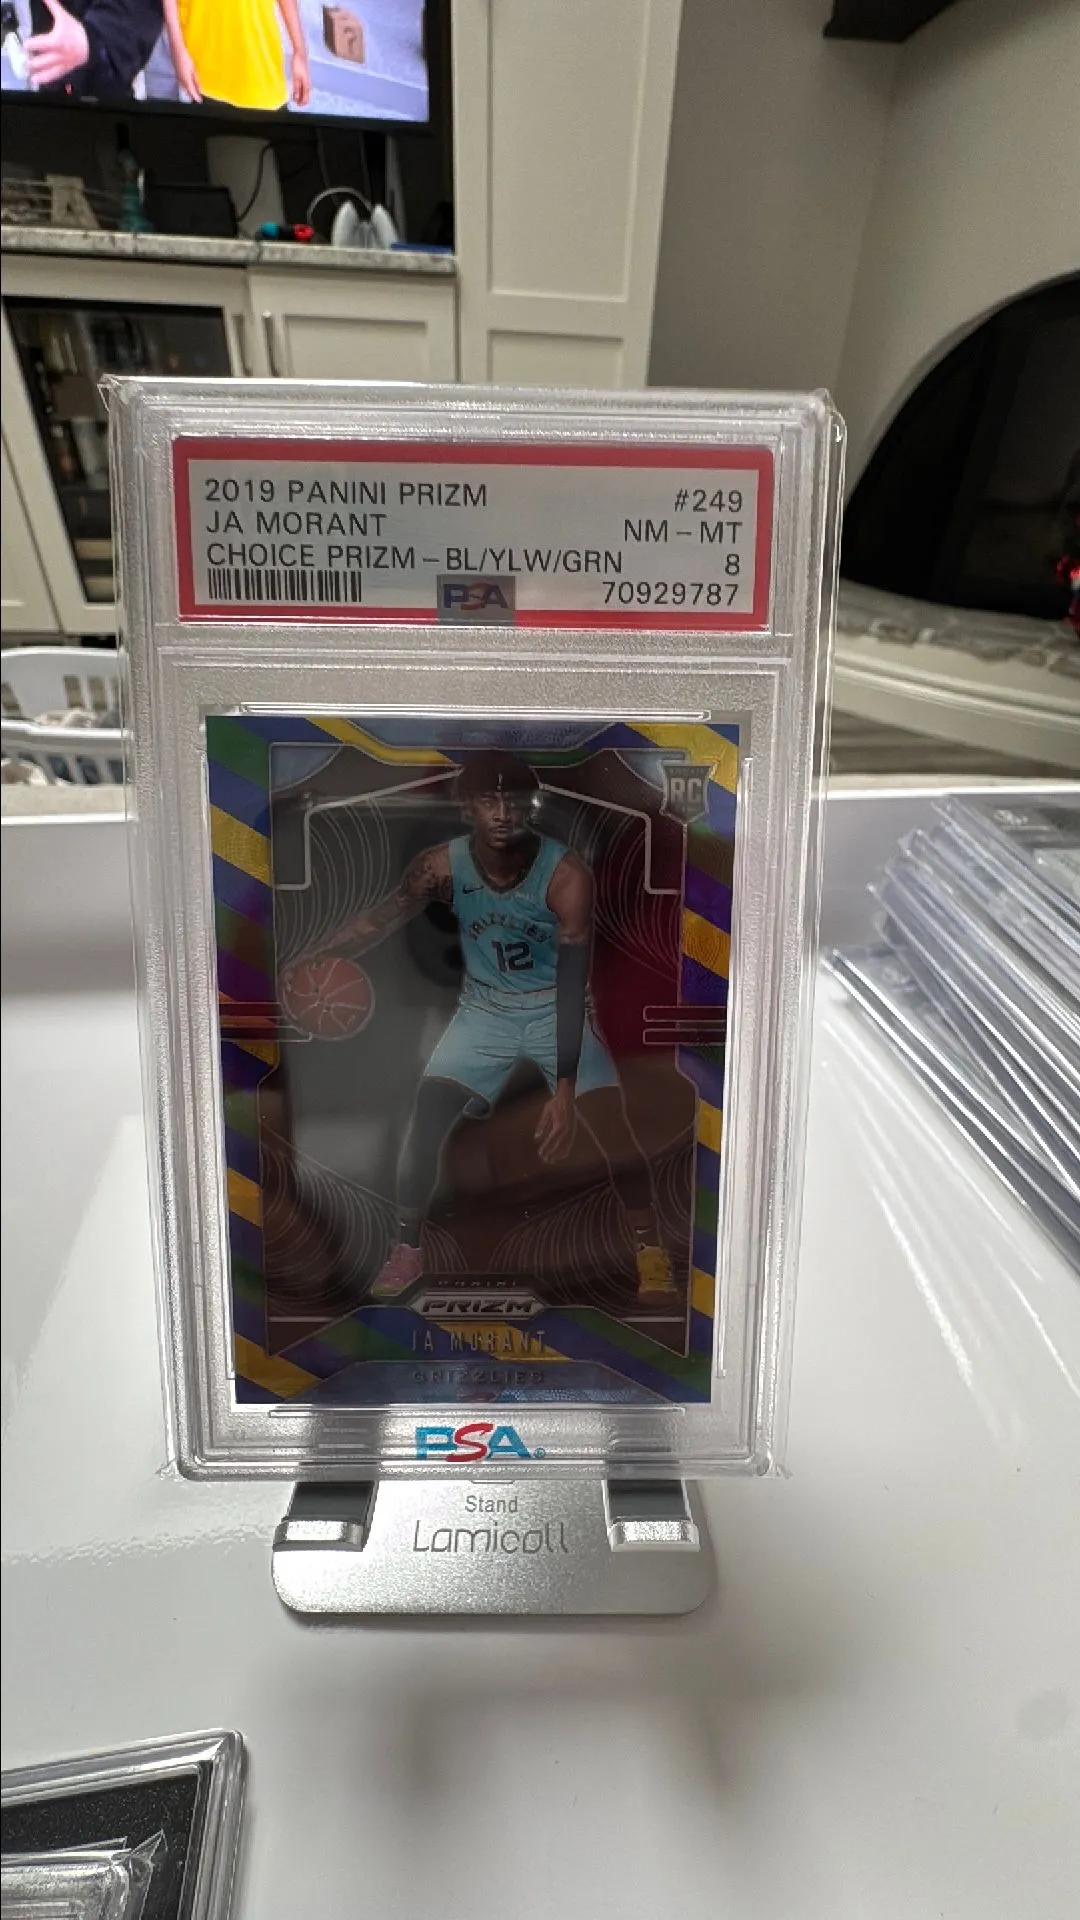 2019 PANINI PRIZM #249
JA MORANT NM - MT
CHOICE PRIZM - BL/YLW/GRN 8
PSA 70929787
RC
GRIZZLIES
12
PANINI
PRIZM
JA MORANT
GRIZZLIES
PSA
Stand
Lamicall